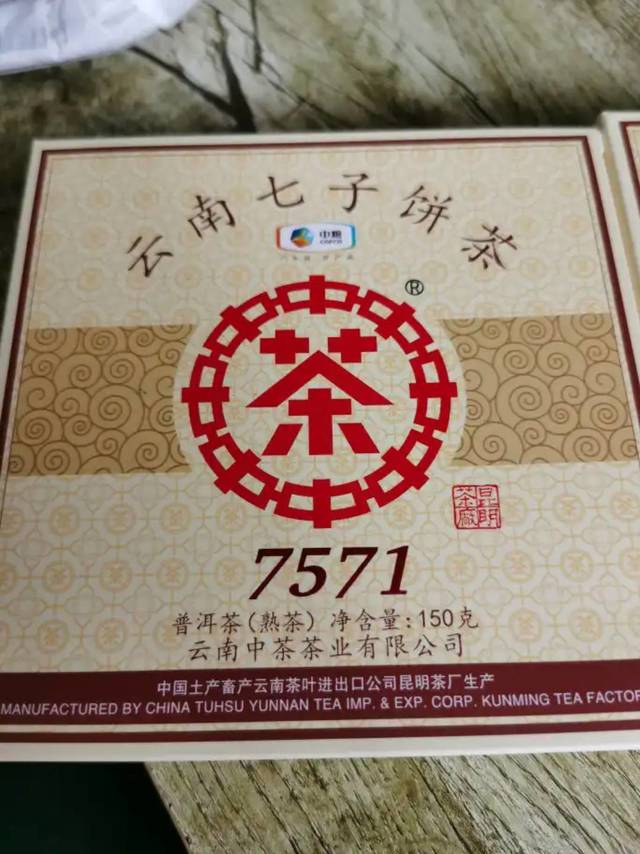 云南七子饼茶
中粮
COFCO
®
茶
昆明
茶厰
7571
普洱茶(熟茶) 净含量:150克
云南中茶茶业有限公司
中国土产畜产云南茶叶进出口公司昆明茶厂生产
MANUFACTURED BY CHINA TUHSU YUNNAN TEA IMP. & EXP. CORP. KUNMING TEA FACTOR